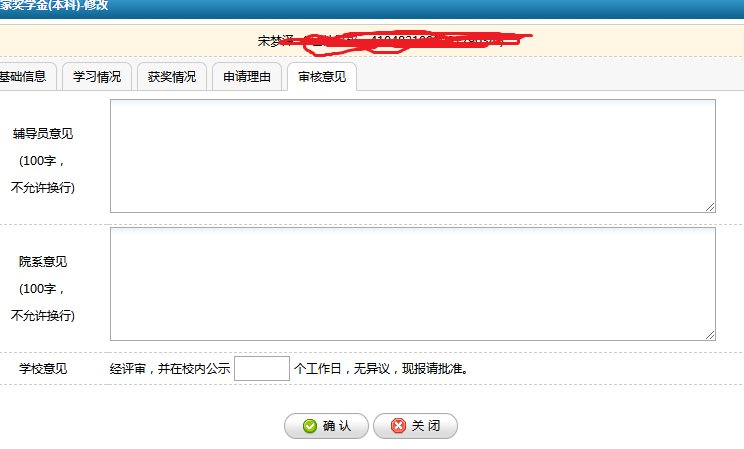 家奖学金(本科)-修改
宋梦泽
基础信息 学习情况 获奖情况 申请理由 审核意见
辅导员意见
(100字，
不允许换行)
院系意见
(100字，
不允许换行)
学校意见 经评审，并在校内公示 个工作日，无异议，现报请批准。
确 认 关 闭